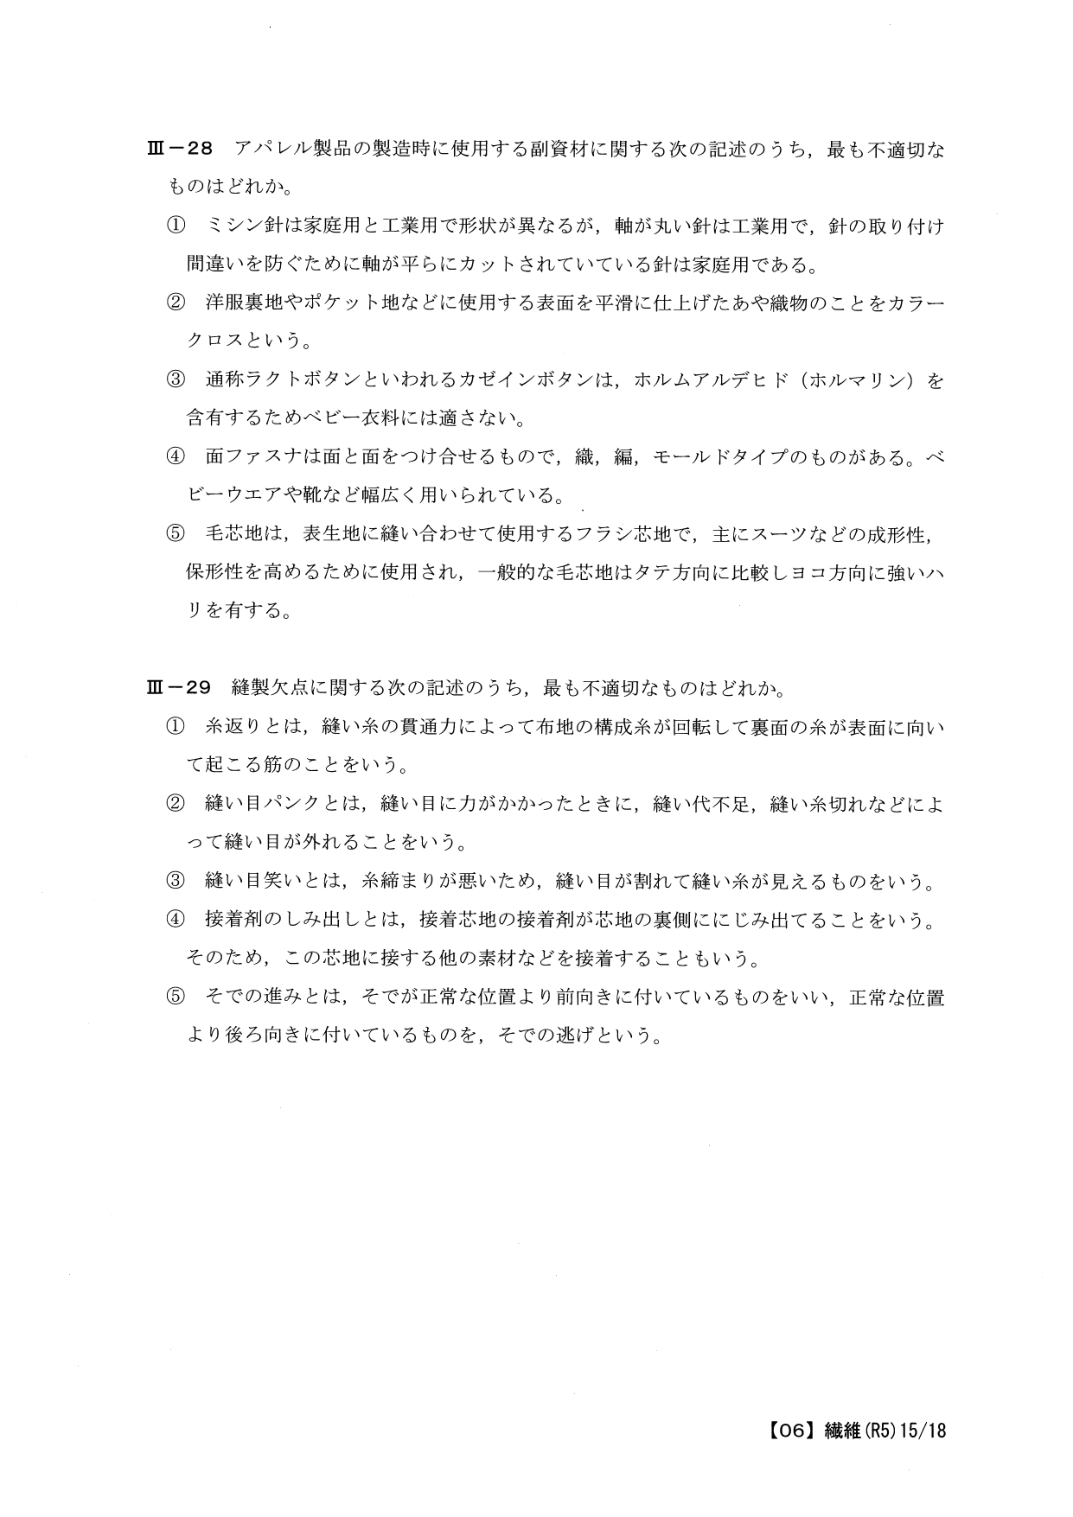 Ⅲ－28　アパレル製品の製造時に使用する副資材に関する次の記述のうち，最も不適切な
ものはどれか。
①　ミシン針は家庭用と工業用で形状が異なるが，軸が丸い針は工業用で，針の取り付け
間違いを防ぐために軸が平らにカットされていている針は家庭用である。
②　洋服裏地やポケット地などに使用する表面を平滑に仕上げたあや織物のことをカラー
クロスという。
③　通称ラクトボタンといわれるカゼインボタンは，ホルムアルデヒド（ホルマリン）を
含有するためベビー衣料には適さない。
④　面ファスナは面と面をつけ合せるもので，織，編，モールドタイプのものがある。ベ
ビーウエアや靴など幅広く用いられている。
⑤　毛芯地は，表生地に縫い合わせて使用するフラシ芯地で，主にスーツなどの成形性，
保形性を高めるために使用され，一般的な毛芯地はタテ方向に比較しヨコ方向に強いハ
リを有する。
Ⅲ－29　縫製欠点に関する次の記述のうち，最も不適切なものはどれか。
①　糸返りとは，縫い糸の貫通力によって布地の構成糸が回転して裏面の糸が表面に向い
て起こる筋のことをいう。
②　縫い目パンクとは，縫い目に力がかかったときに，縫い代不足，縫い糸切れなどによ
って縫い目が外れることをいう。
③　縫い目笑いとは，糸締まりが悪いため，縫い目が割れて縫い糸が見えるものをいう。
④　接着剤のしみ出しとは，接着芯地の接着剤が芯地の裏側ににじみ出てることをいう。
そのため，この芯地に接する他の素材などを接着することもいう。
⑤　そでの進みとは，そでが正常な位置より前向きに付いているものをいい，正常な位置
より後ろ向きに付いているものを，そでの逃げという。
【06】繊維(R5)15/18